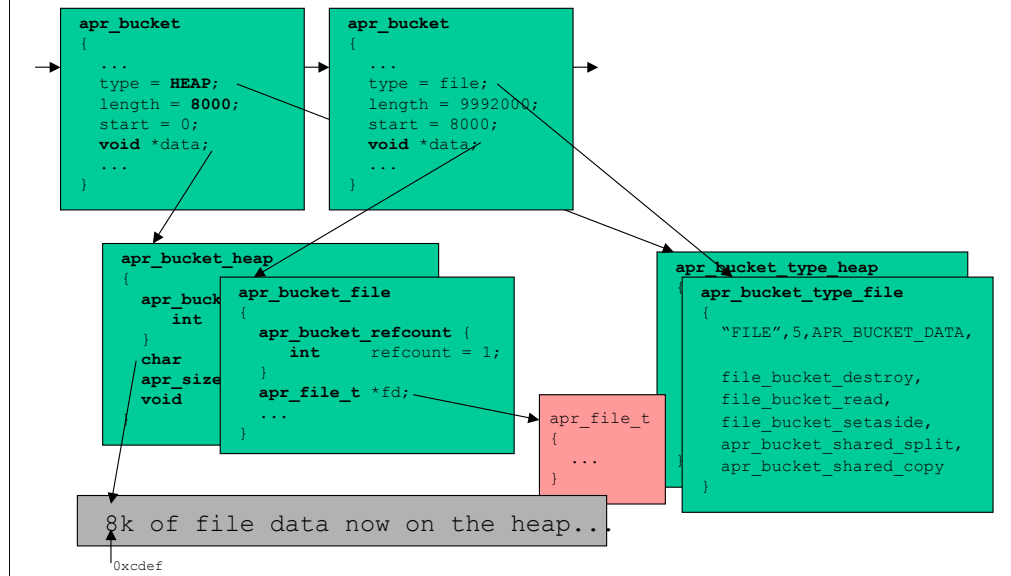 apr_bucket
{
...
type = HEAP;
length = 8000;
start = 0;
void *data;
...
}
apr_bucket
{
...
type = file;
length = 9992000;
start = 8000;
void *data;
...
}
apr_bucket_heap
{
apr_buck
int
}
char
apr_size
void
}
apr_bucket_file
{
apr_bucket_refcount {
int refcount = 1;
}
apr_file_t *fd;
...
}
apr_bucket_type_heap
{
}
apr_bucket_type_file
{
“FILE”,5,APR_BUCKET_DATA,
file_bucket_destroy,
file_bucket_read,
file_bucket_setaside,
apr_bucket_shared_split,
apr_bucket_shared_copy
}
apr_file_t
{
...
}
8k of file data now on the heap...
0xcdef